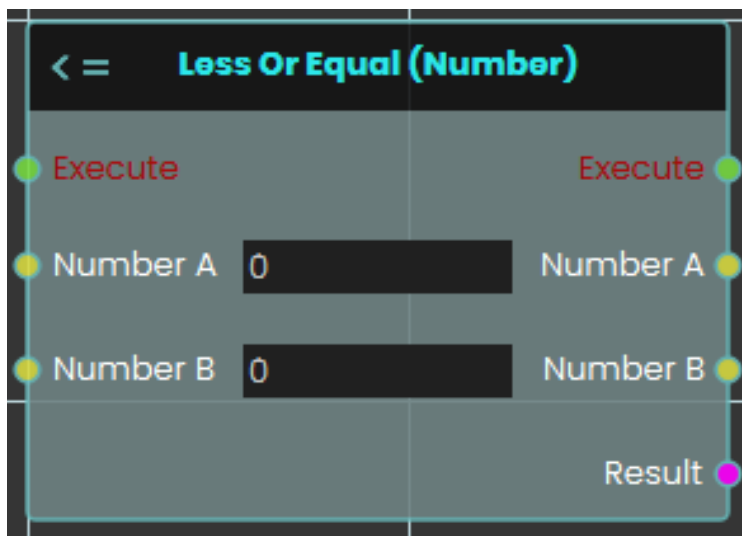 <= Less Or Equal (Number)
Execute Execute
Number A 0 Number A
Number B 0 Number B
Result